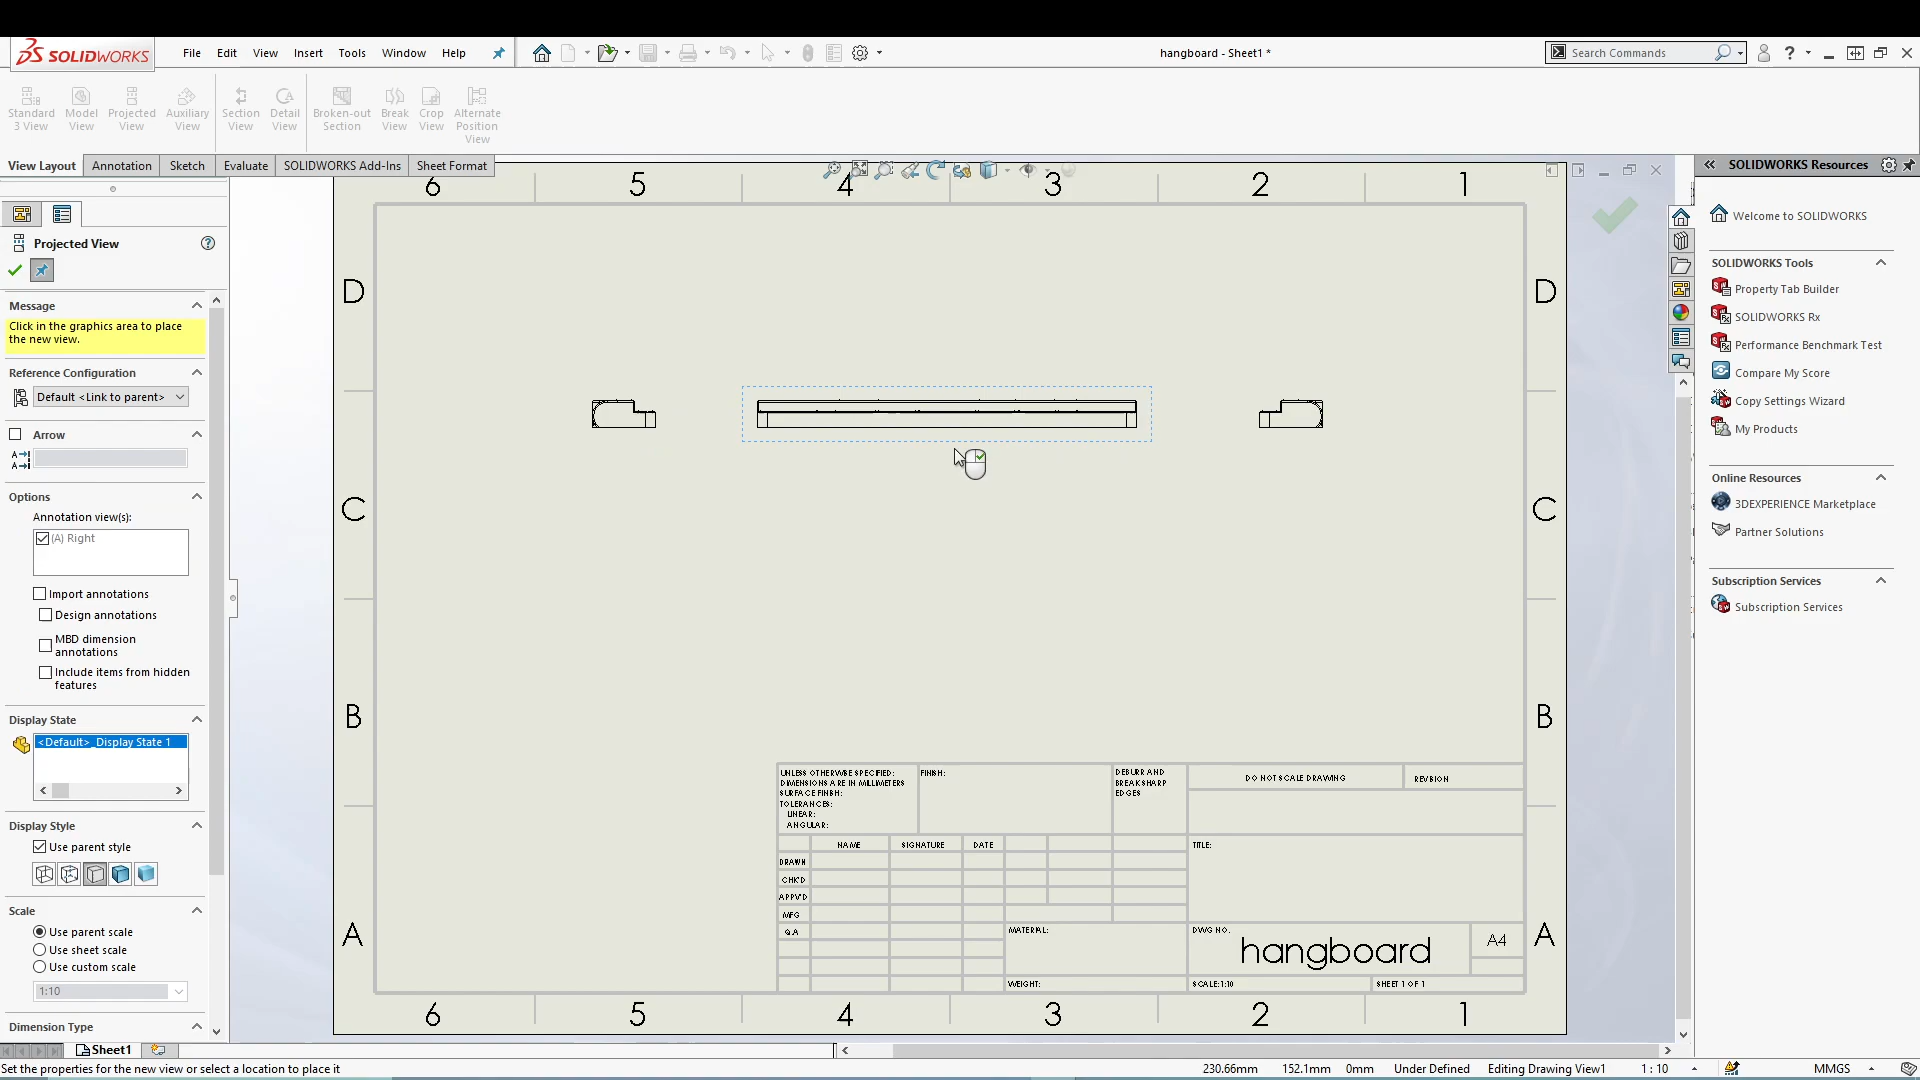 SOLIDWORKS
File Edit View Insert Tools Window Help
hangboard - Sheet1 *
Search Commands
Standard 3 View
Model View
Projected View
Auxiliary View
Section View
Detail View
Broken-out Section
Break View
Crop View
Alternate Position View
View Layout Annotation Sketch Evaluate SOLIDWORKS Add-Ins Sheet Format
SOLIDWORKS Resources
Projected View
Message
Click in the graphics area to place
the new view.
Reference Configuration
Default <Link to parent>
Arrow
Options
Annotation view(s):
(A) Right
Import annotations
Design annotations
MBD dimension
annotations
Include items from hidden
features
Display State
<Default>_Display State 1
Display Style
Use parent style
Scale
Use parent scale
Use sheet scale
Use custom scale
1:10
Dimension Type
6 5 4 3 2 1
D D
C C
B B
A A
UNLESS OTHERWISE SPECIFIED:
DIMENSIONS ARE IN MILLIMETERS
SURFACE FINISH:
TOLERANCES:
LINEAR:
ANGULAR:
FINISH:
DEBURR AND
BREAK SHARP
EDGES
DO NOT SCALE DRAWING
REVISION
NAME SIGNATURE DATE
TITLE:
DRAWN
CHK'D
APPV'D
MFG
Q.A
MATERIAL:
DWG NO.
hangboard
A4
WEIGHT:
SCALE:1:10
SHEET 1 OF 1
6 5 4 3 2 1
Welcome to SOLIDWORKS
SOLIDWORKS Tools
Property Tab Builder
SOLIDWORKS Rx
Performance Benchmark Test
Compare My Score
Copy Settings Wizard
My Products
Online Resources
3DEXPERIENCE Marketplace
Partner Solutions
Subscription Services
Subscription Services
Sheet1
Set the properties for the new view or select a location to place it
230.66mm 152.1mm 0mm Under Defined Editing Drawing View1 1 : 10 MMGS